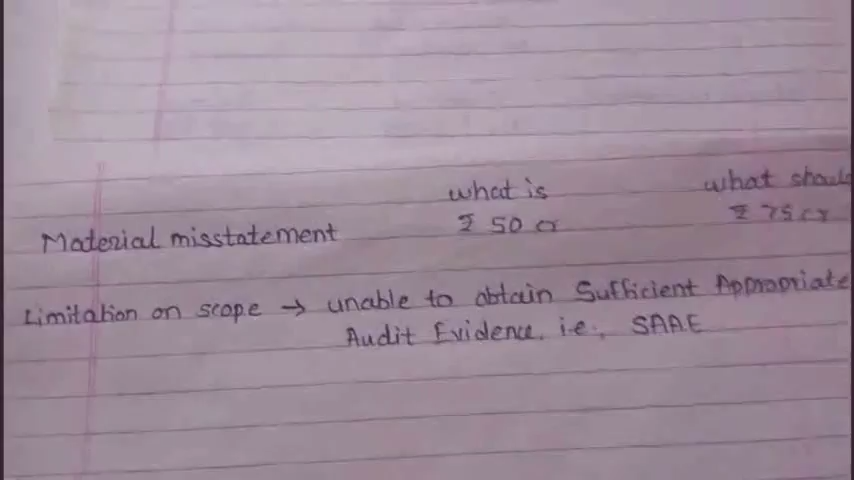 what is what shoul
Material misstatement ₹ 50 cr ₹ 75 cr
Limitation on scope → unable to obtain Sufficient Appropriate
Audit Evidence. i.e., SAAE